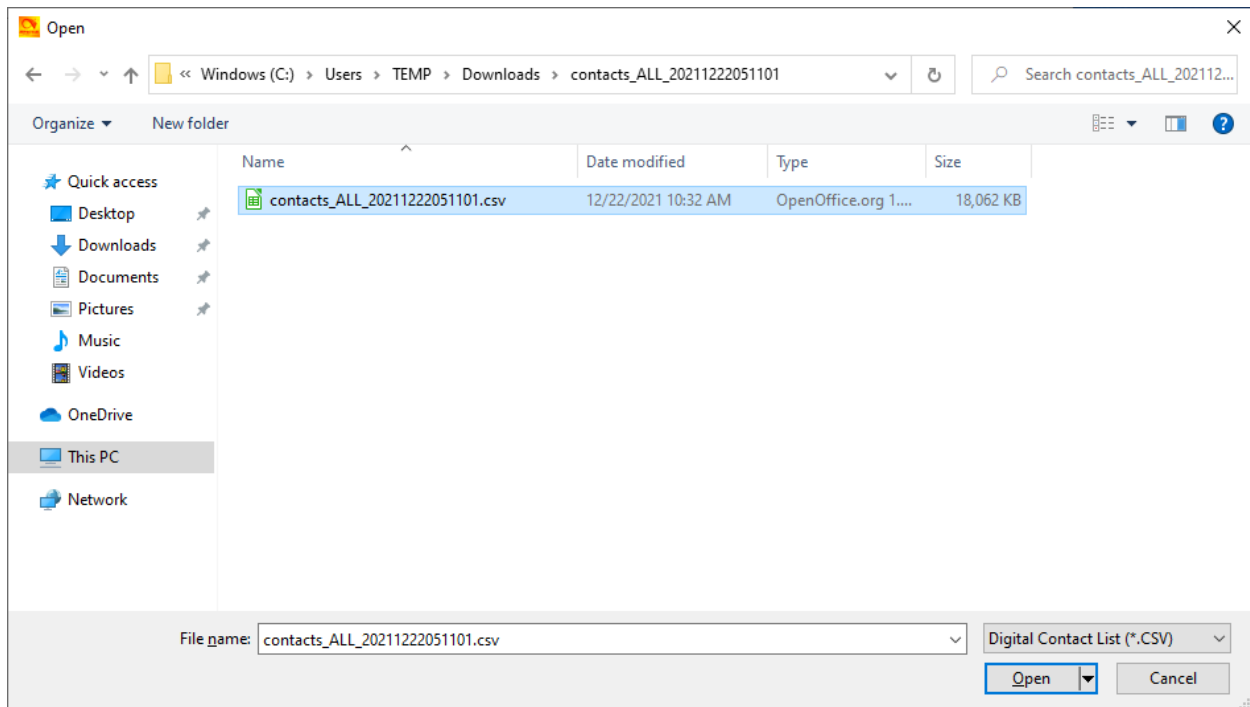 Open
« Windows (C:) › Users › TEMP › Downloads › contacts_ALL_20211222051101
Search contacts_ALL_202112...
Organize New folder
Name Date modified Type Size
contacts_ALL_20211222051101.csv 12/22/2021 10:32 AM OpenOffice.org 1.... 18,062 KB
Quick access
Desktop
Downloads
Documents
Pictures
Music
Videos
OneDrive
This PC
Network
File name: contacts_ALL_20211222051101.csv Digital Contact List (*.CSV)
Open Cancel